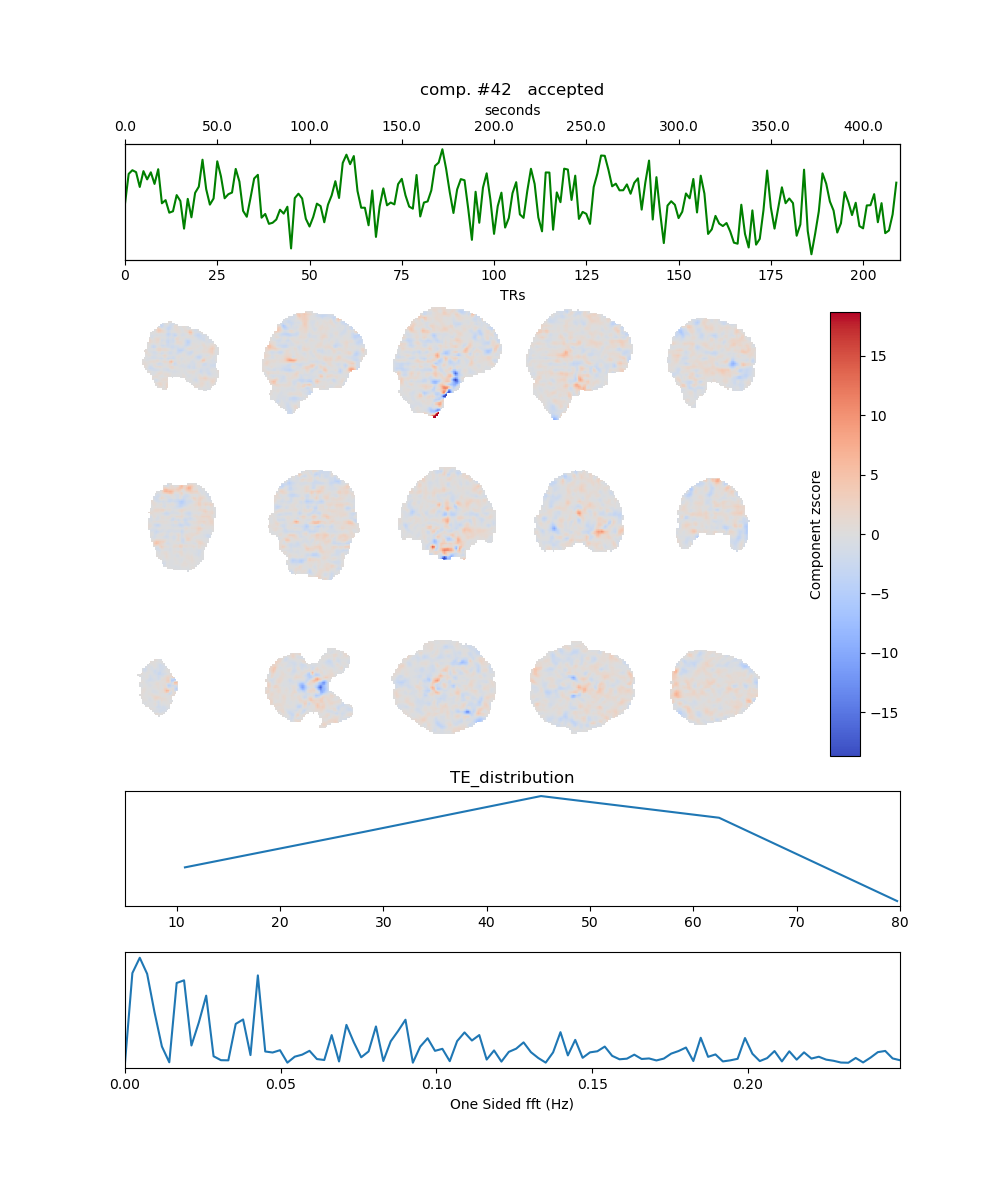 comp. #42   accepted
seconds
0.0 50.0 100.0 150.0 200.0 250.0 300.0 350.0 400.0
0 25 50 75 100 125 150 175 200
TRs
15
10
5
0
−5
−10
−15
Component zscore
TE_distribution
10 20 30 40 50 60 70 80
0.00 0.05 0.10 0.15 0.20
One Sided fft (Hz)